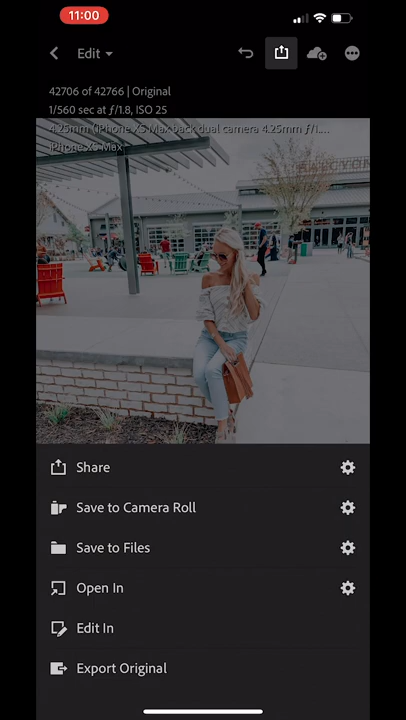 11:00
Edit
42706 of 42766 | Original
1/560 sec at ƒ/1.8, ISO 25
4.25mm (iPhone XS Max back dual camera 4.25mm ƒ/1....
iPhone XS Max
Share
Save to Camera Roll
Save to Files
Open In
Edit In
Export Original